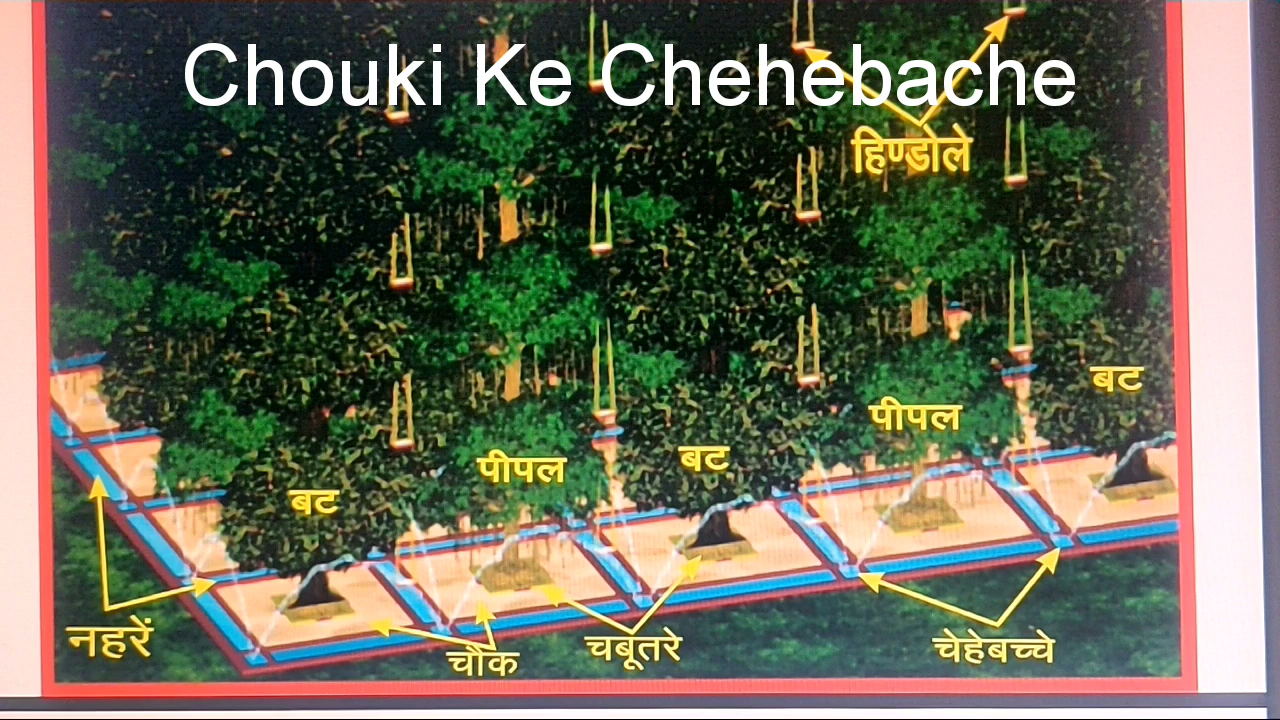 Chouki Ke Chehebache
हिण्डोले
बट
पीपल
बट
पीपल
बट
नहरें
चौक
चबूतरे
चेहेबच्चे